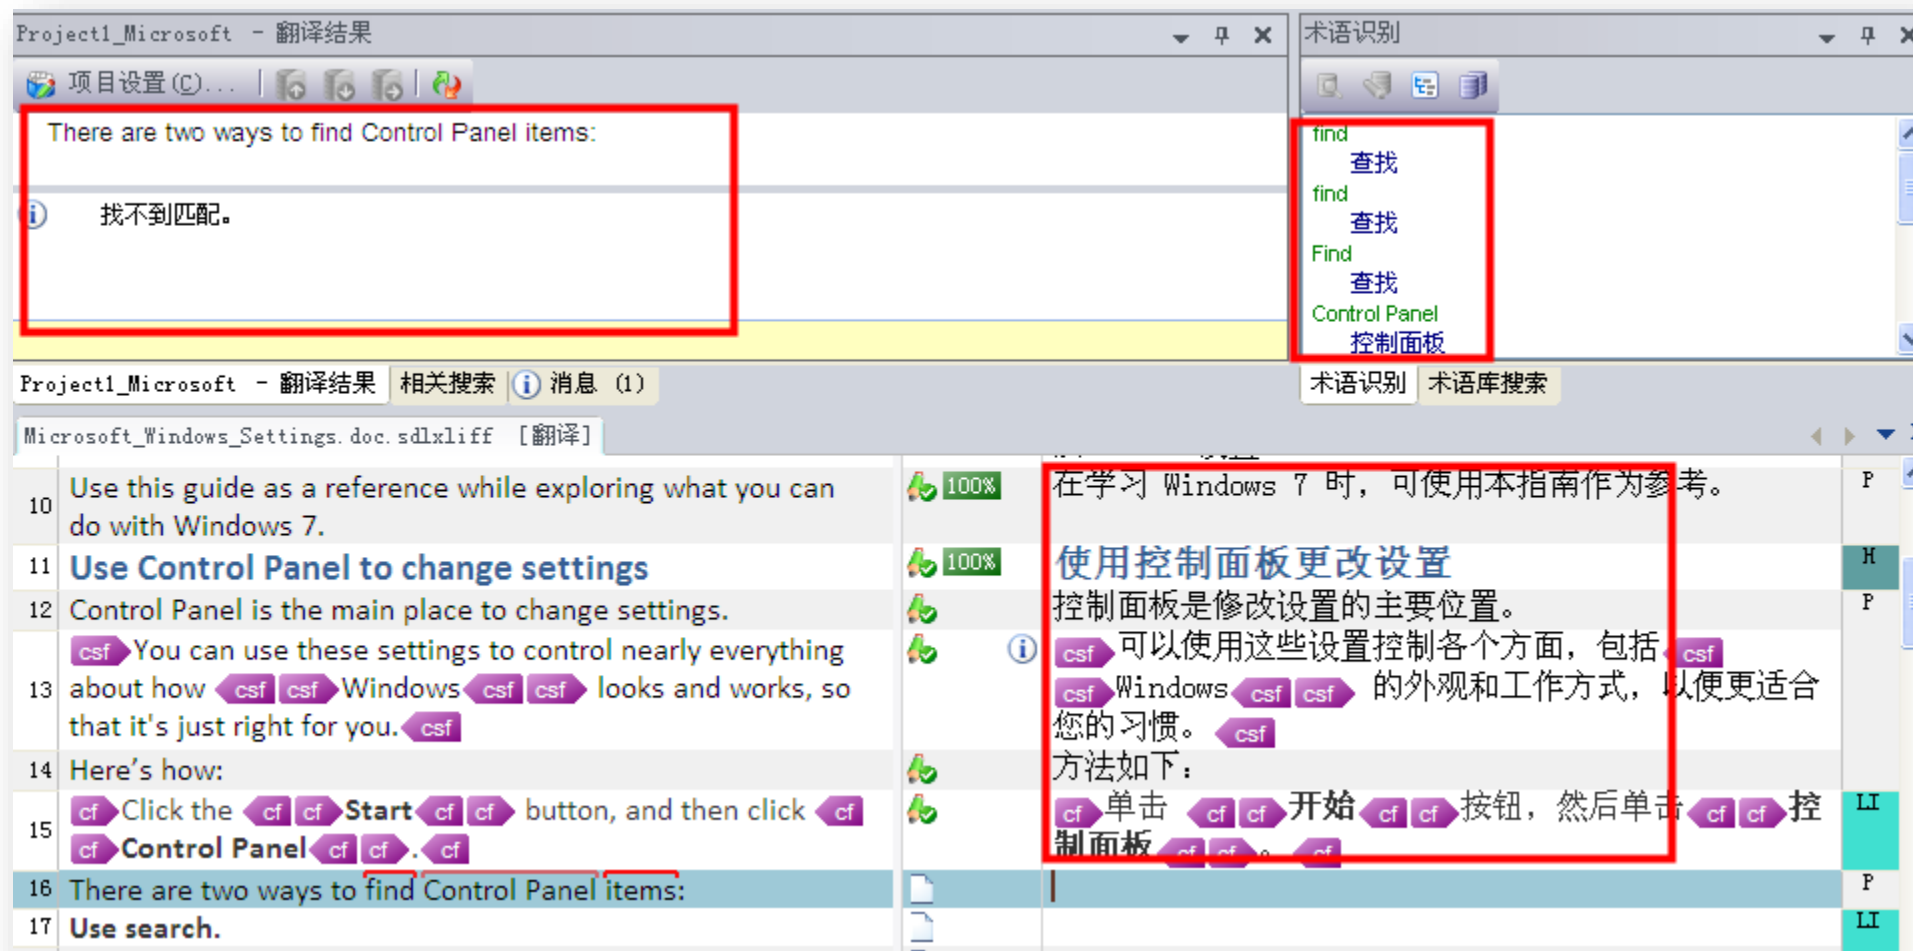 Project1_Microsoft - 翻译结果
术语识别
项目设置(C)...
There are two ways to find Control Panel items:
找不到匹配。
find
查找
find
查找
Find
查找
Control Panel
控制面板
Project1_Microsoft - 翻译结果 相关搜索 消息 (1)
术语识别 术语库搜索
Microsoft_Windows_Settings.doc.sdlxliff [翻译]
10 Use this guide as a reference while exploring what you can
do with Windows 7.
100% 在学习 Windows 7 时，可使用本指南作为参考。 P
11 Use Control Panel to change settings 100% 使用控制面板更改设置 H
12 Control Panel is the main place to change settings. 控制面板是修改设置的主要位置。 P
13 csf You can use these settings to control nearly everything
about how csf csf Windows csf csf looks and works, so
that it's just right for you. csf
csf 可以使用这些设置控制各个方面，包括 csf
csf Windows csf csf 的外观和工作方式，以便更适合
您的习惯。 csf
14 Here's how: 方法如下：
15 cf Click the cf cf Start cf cf button, and then click cf
cf Control Panel cf cf . cf
cf 单击 cf cf 开始 cf cf 按钮，然后单击 cf cf 控
制面板 cf cf 。 cf
LI
16 There are two ways to find Control Panel items: P
17 Use search. LI